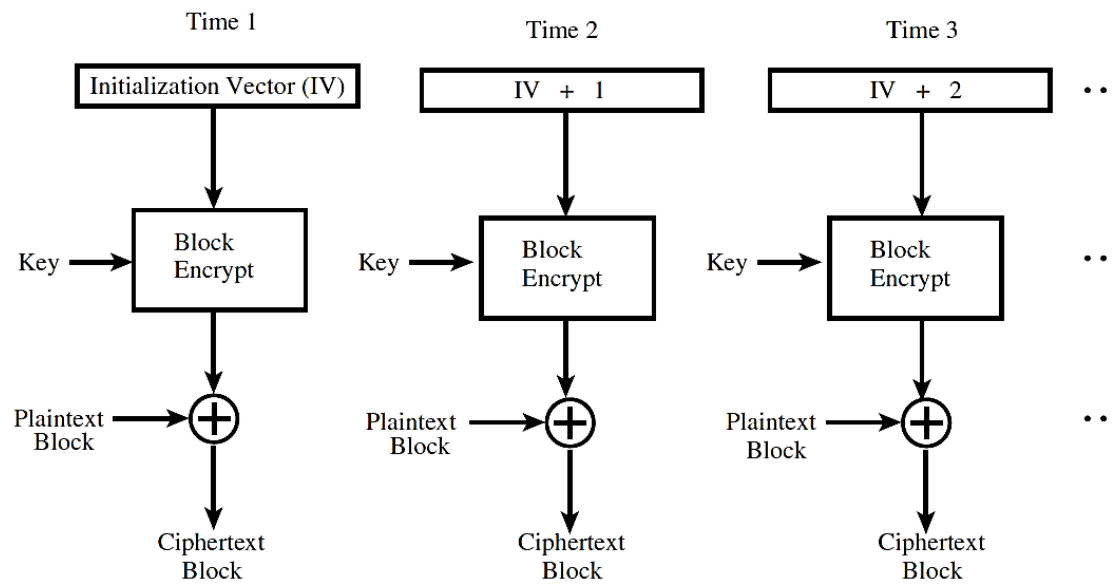 Time 1
Time 2
Time 3
Initialization Vector (IV)
IV + 1
IV + 2
Key
Block
Encrypt
Key
Block
Encrypt
Key
Block
Encrypt
Plaintext
Block
Plaintext
Block
Plaintext
Block
Ciphertext
Block
Ciphertext
Block
Ciphertext
Block